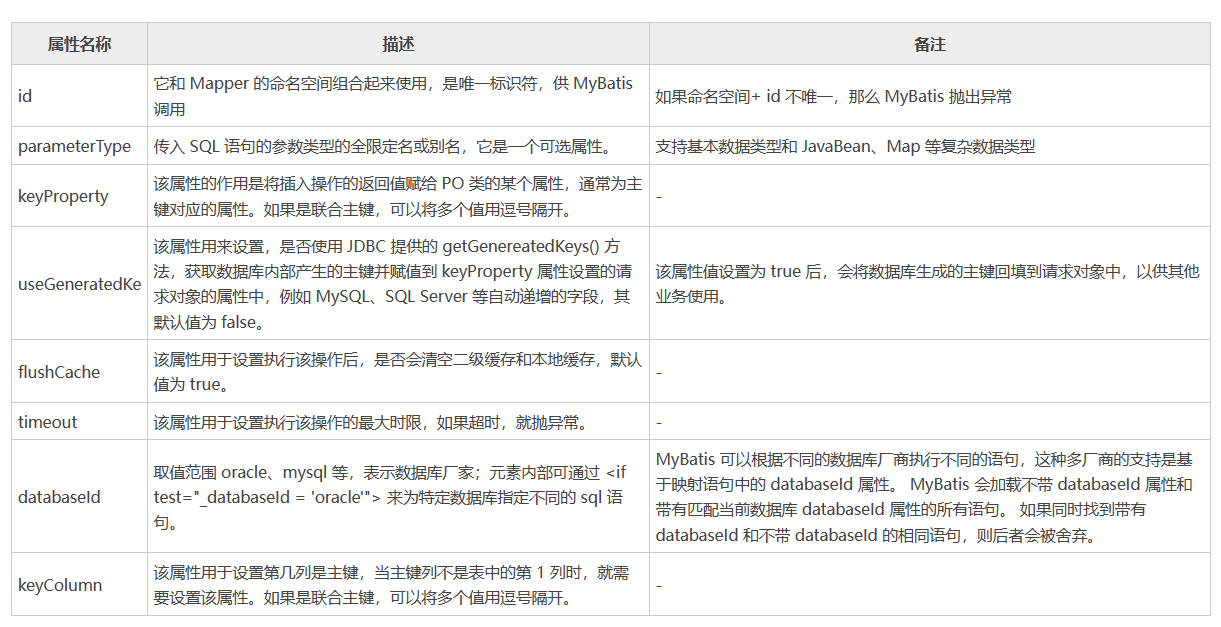 属性名称 描述 备注
id
它和 Mapper 的命名空间组合起来使用，是唯一标识符，供 MyBatis
调用
如果命名空间+ id 不唯一，那么 MyBatis 抛出异常
parameterType 传入 SQL 语句的参数类型的全限定名或别名，它是一个可选属性。 支持基本数据类型和 JavaBean、Map 等复杂数据类型
keyProperty
该属性的作用是将插入操作的返回值赋给 PO 类的某个属性，通常为主
键对应的属性。如果是联合主键，可以将多个值用逗号隔开。
-
useGeneratedKe
该属性用来设置，是否使用 JDBC 提供的 getGenereatedKeys() 方
法，获取数据库内部产生的主键并赋值到 keyProperty 属性设置的请
求对象的属性中，例如 MySQL、SQL Server 等自动递增的字段，其
默认值为 false。
该属性值设置为 true 后，会将数据库生成的主键回填到请求对象中，以供其他
业务使用。
flushCache
该属性用于设置执行该操作后，是否会清空二级缓存和本地缓存，默认
值为 true。
-
timeout 该属性用于设置执行该操作的最大时限，如果超时，就抛异常。 -
databaseId
取值范围 oracle、mysql 等，表示数据库厂家；元素内部可通过 <if
test="_databaseId = 'oracle'"> 来为特定数据库指定不同的 sql 语
句。
MyBatis 可以根据不同的数据库厂商执行不同的语句，这种多厂商的支持是基
于映射语句中的 databaseId 属性。 MyBatis 会加载不带 databaseId 属性和
带有匹配当前数据库 databaseId 属性的所有语句。 如果同时找到带有
databaseId 和不带 databaseId 的相同语句，则后者会被舍弃。
keyColumn
该属性用于设置第几列是主键，当主键列不是表中的第 1 列时，就需
要设置该属性。如果是联合主键，可以将多个值用逗号隔开。
-